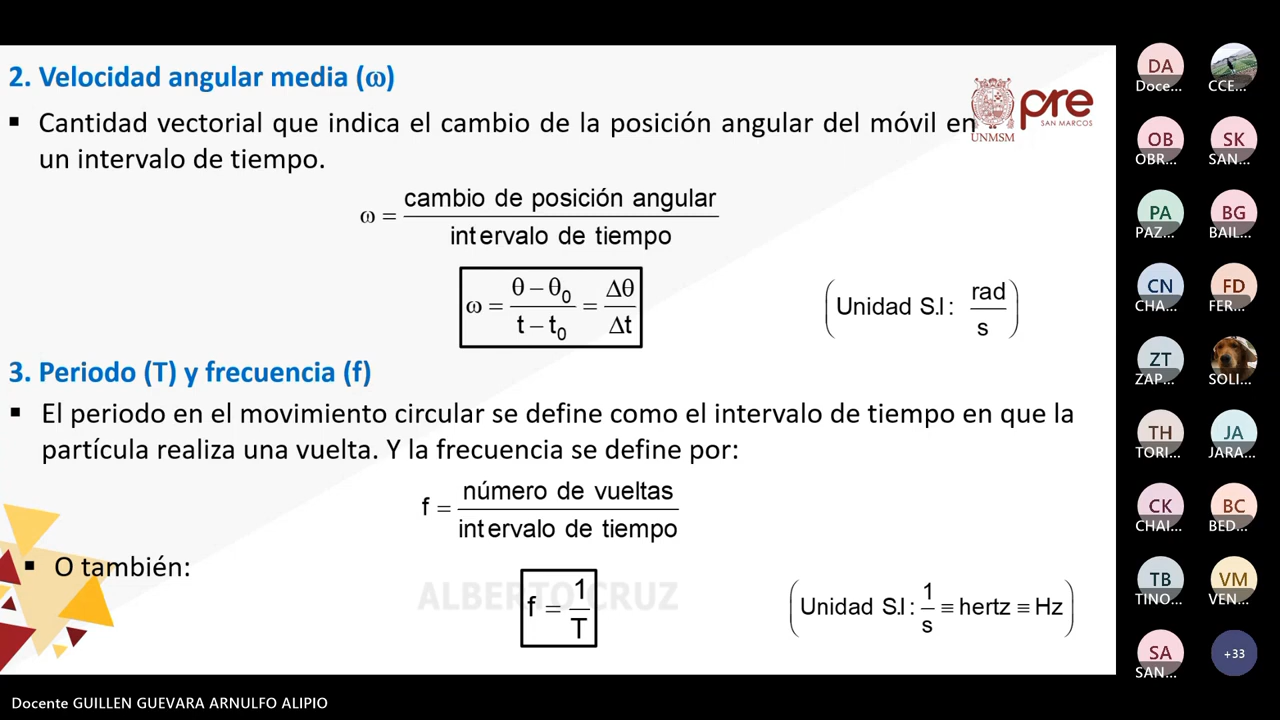 2. Velocidad angular media (ω)
▪ Cantidad vectorial que indica el cambio de la posición angular del móvil en
un intervalo de tiempo.
UNMSM
pre
SAN MARCOS
ω = cambio de posición angular / intervalo de tiempo
ω = (θ − θ₀) / (t − t₀) = Δθ / Δt
(Unidad S.I : rad / s)
3. Periodo (T) y frecuencia (f)
▪ El periodo en el movimiento circular se define como el intervalo de tiempo en que la
partícula realiza una vuelta. Y la frecuencia se define por:
f = número de vueltas / intervalo de tiempo
▪ O también:
ALBERTO CRUZ
f = 1 / T
(Unidad S.I : 1 / s ≡ hertz ≡ Hz)
DA
Doce...
CCE...
OB
OBR...
SK
SAN...
PA
PAZ...
BG
BAIL...
CN
CHA...
FD
FER...
ZT
ZAP...
SOLI...
TH
TORI...
JA
JARA...
CK
CHAI...
BC
BED...
TB
TINO...
VM
VEN...
SA
SAN...
+33
Docente GUILLEN GUEVARA ARNULFO ALIPIO